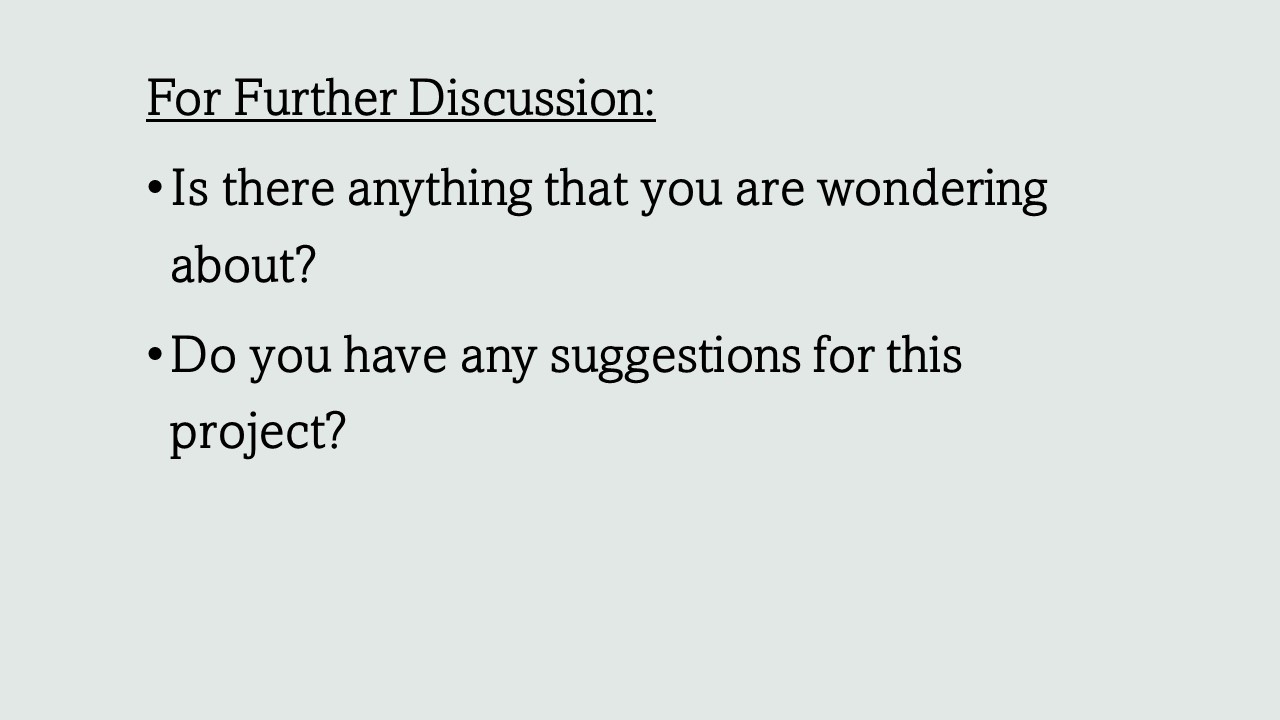 For Further Discussion:
•Is there anything that you are wondering
about?
•Do you have any suggestions for this
project?